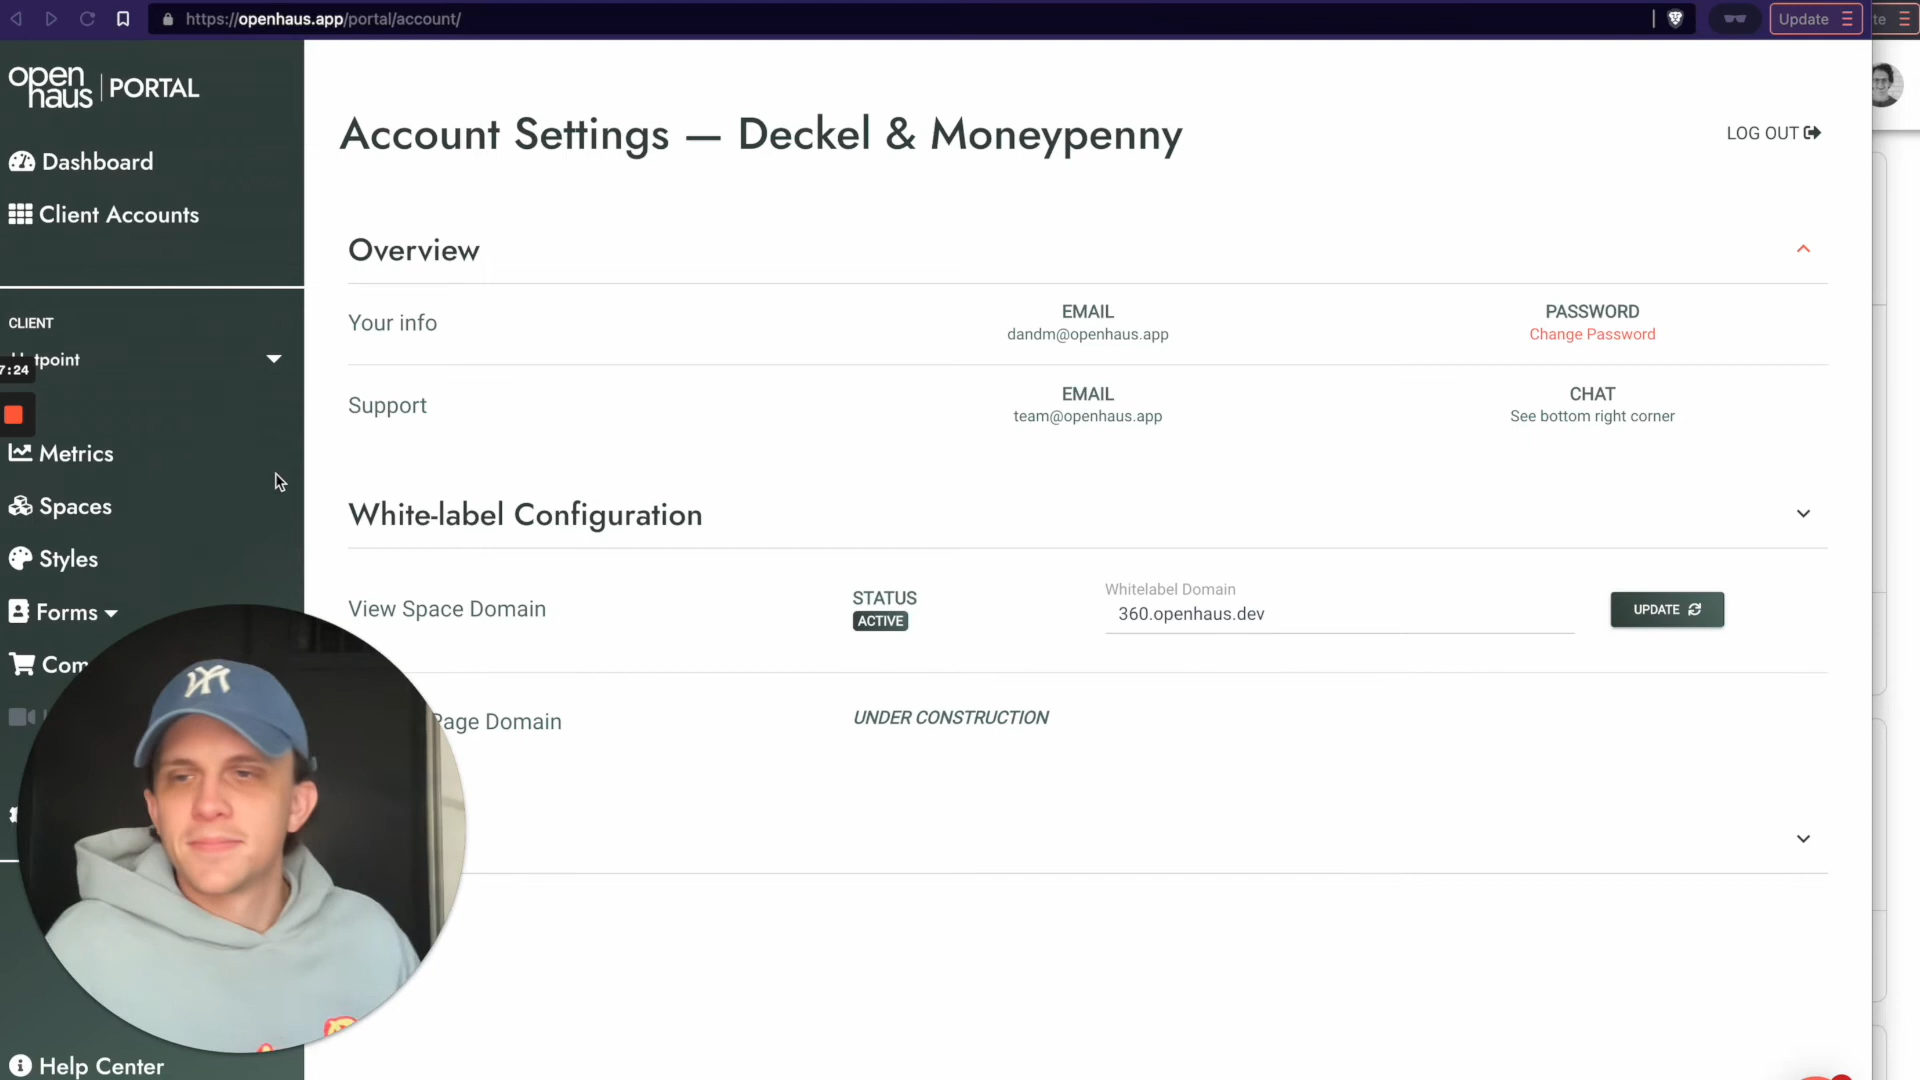 https://openhaus.app/portal/account/
Update
te
open
haus
PORTAL
Dashboard
Client Accounts
CLIENT
tpoint
7:24
Metrics
Spaces
Styles
Forms
Com
Help Center
Account Settings — Deckel & Moneypenny
LOG OUT
Overview
Your info
EMAIL
dandm@openhaus.app
PASSWORD
Change Password
Support
EMAIL
team@openhaus.app
CHAT
See bottom right corner
White-label Configuration
View Space Domain
STATUS
ACTIVE
Whitelabel Domain
360.openhaus.dev
UPDATE
Page Domain
UNDER CONSTRUCTION